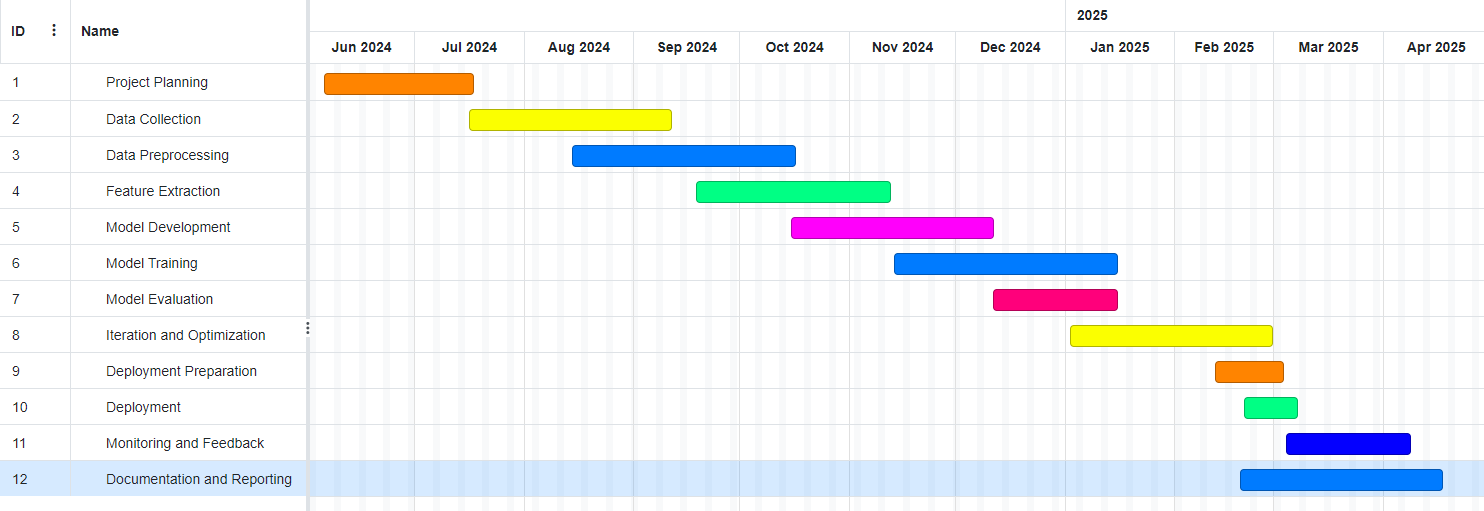 2025
ID Name
Jun 2024 Jul 2024 Aug 2024 Sep 2024 Oct 2024 Nov 2024 Dec 2024 Jan 2025 Feb 2025 Mar 2025 Apr 2025
1 Project Planning
2 Data Collection
3 Data Preprocessing
4 Feature Extraction
5 Model Development
6 Model Training
7 Model Evaluation
8 Iteration and Optimization
9 Deployment Preparation
10 Deployment
11 Monitoring and Feedback
12 Documentation and Reporting